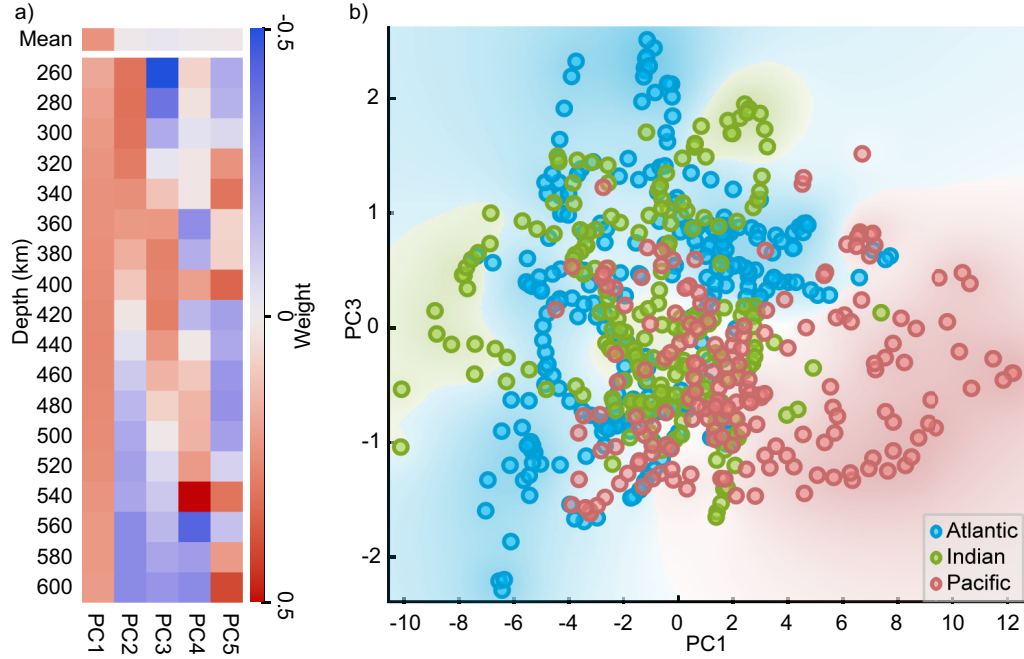 a)
b)
Mean
260
280
300
320
340
360
380
400
420
440
460
480
500
520
540
560
580
600
Depth (km)
PC1
PC2
PC3
PC4
PC5
-0.5
0
0.5
Weight
2
1
0
-1
-2
PC3
-10
-8
-6
-4
-2
0
2
4
6
8
10
12
PC1
Atlantic
Indian
Pacific